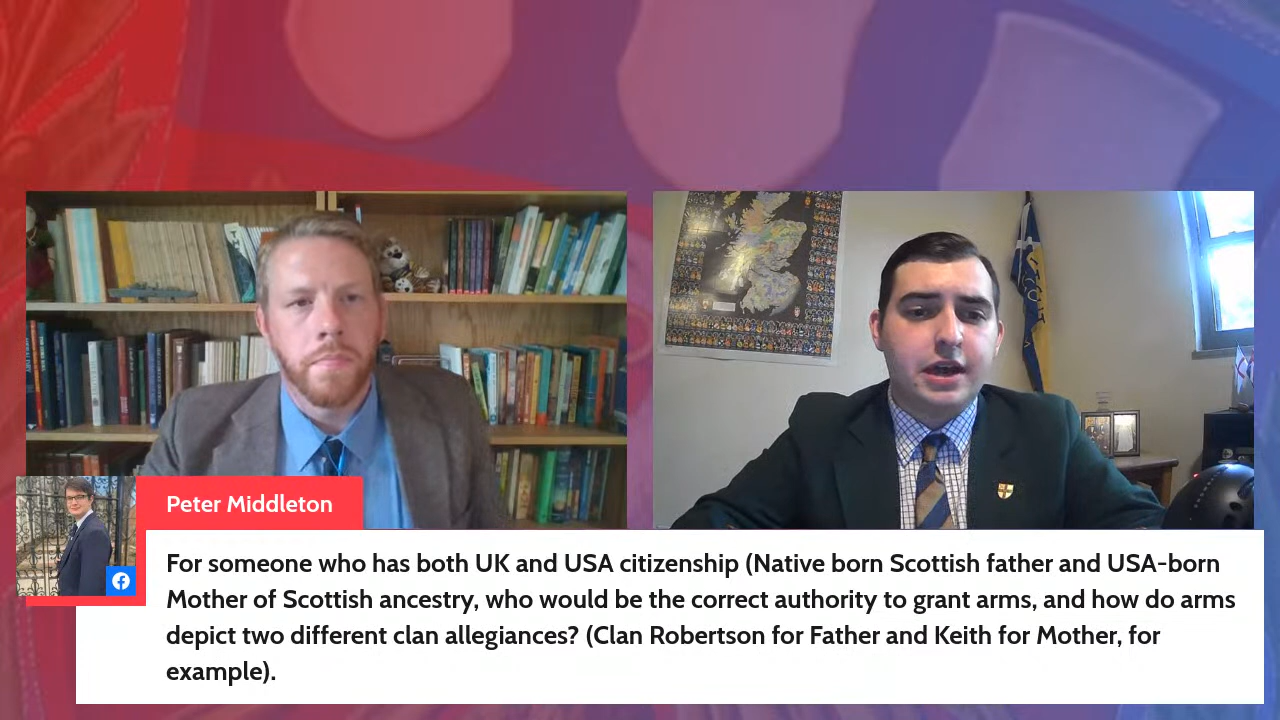 Peter Middleton
For someone who has both UK and USA citizenship (Native born Scottish father and USA-born
Mother of Scottish ancestry, who would be the correct authority to grant arms, and how do arms
depict two different clan allegiances? (Clan Robertson for Father and Keith for Mother, for
example).